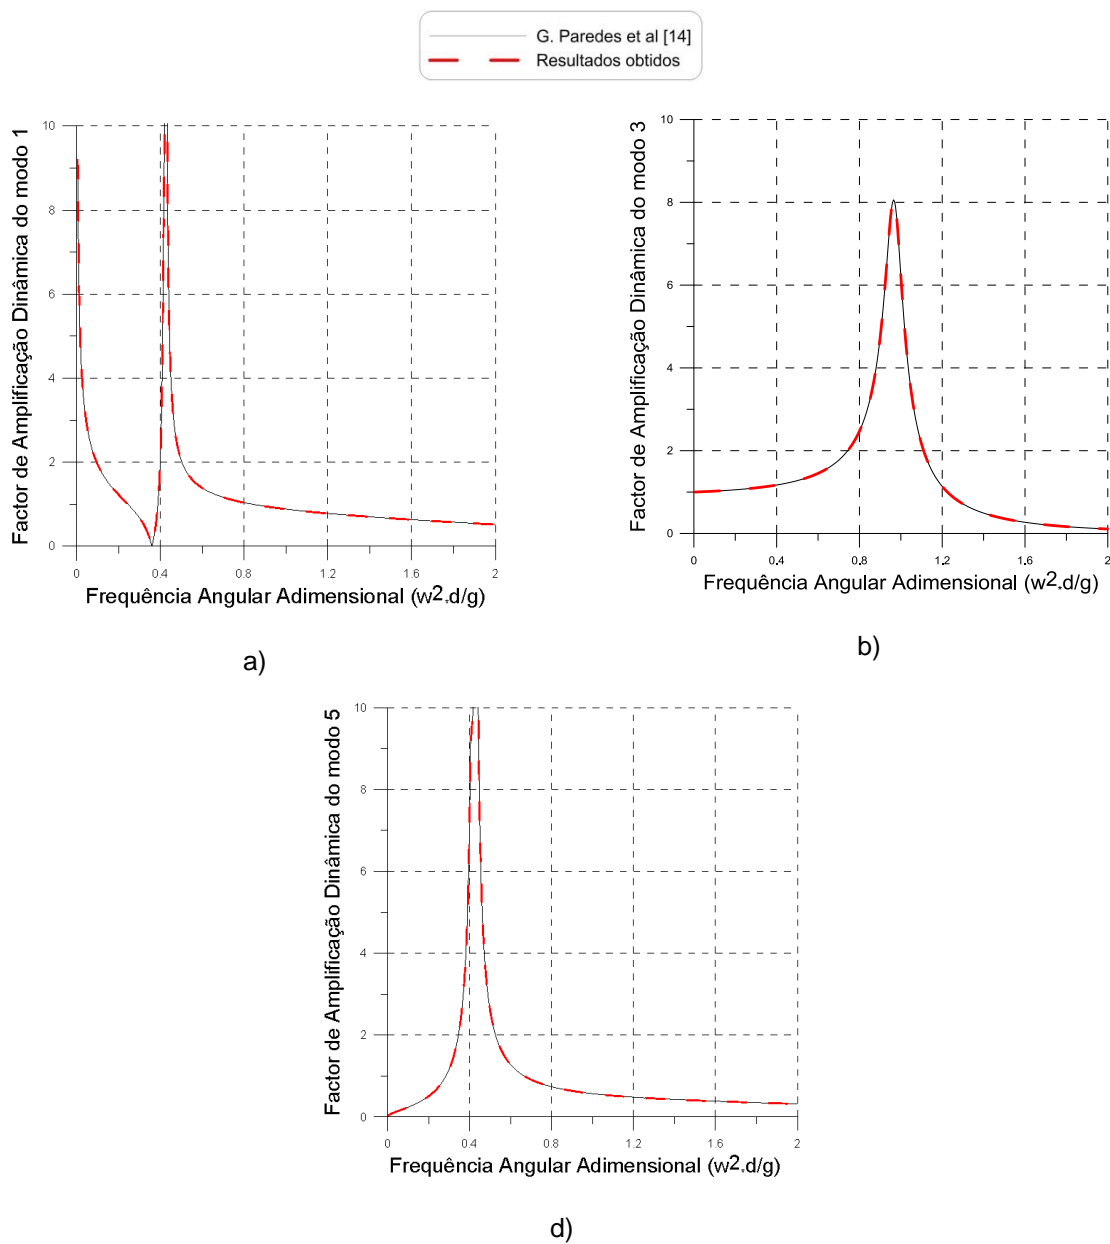 G. Paredes et al [14]
Resultados obtidos
Factor de Amplificação Dinâmica do modo 1
10
8
6
4
2
0
0 0.4 0.8 1.2 1.6 2
Frequência Angular Adimensional (w2.d/g)
a)
Factor de Amplificação Dinâmica do modo 3
10
8
6
4
2
0
0 0.4 0.8 1.2 1.6 2
Frequência Angular Adimensional (w2.d/g)
b)
Factor de Amplificação Dinâmica do modo 5
10
8
6
4
2
0
0 0.4 0.8 1.2 1.6 2
Frequência Angular Adimensional (w2.d/g)
d)